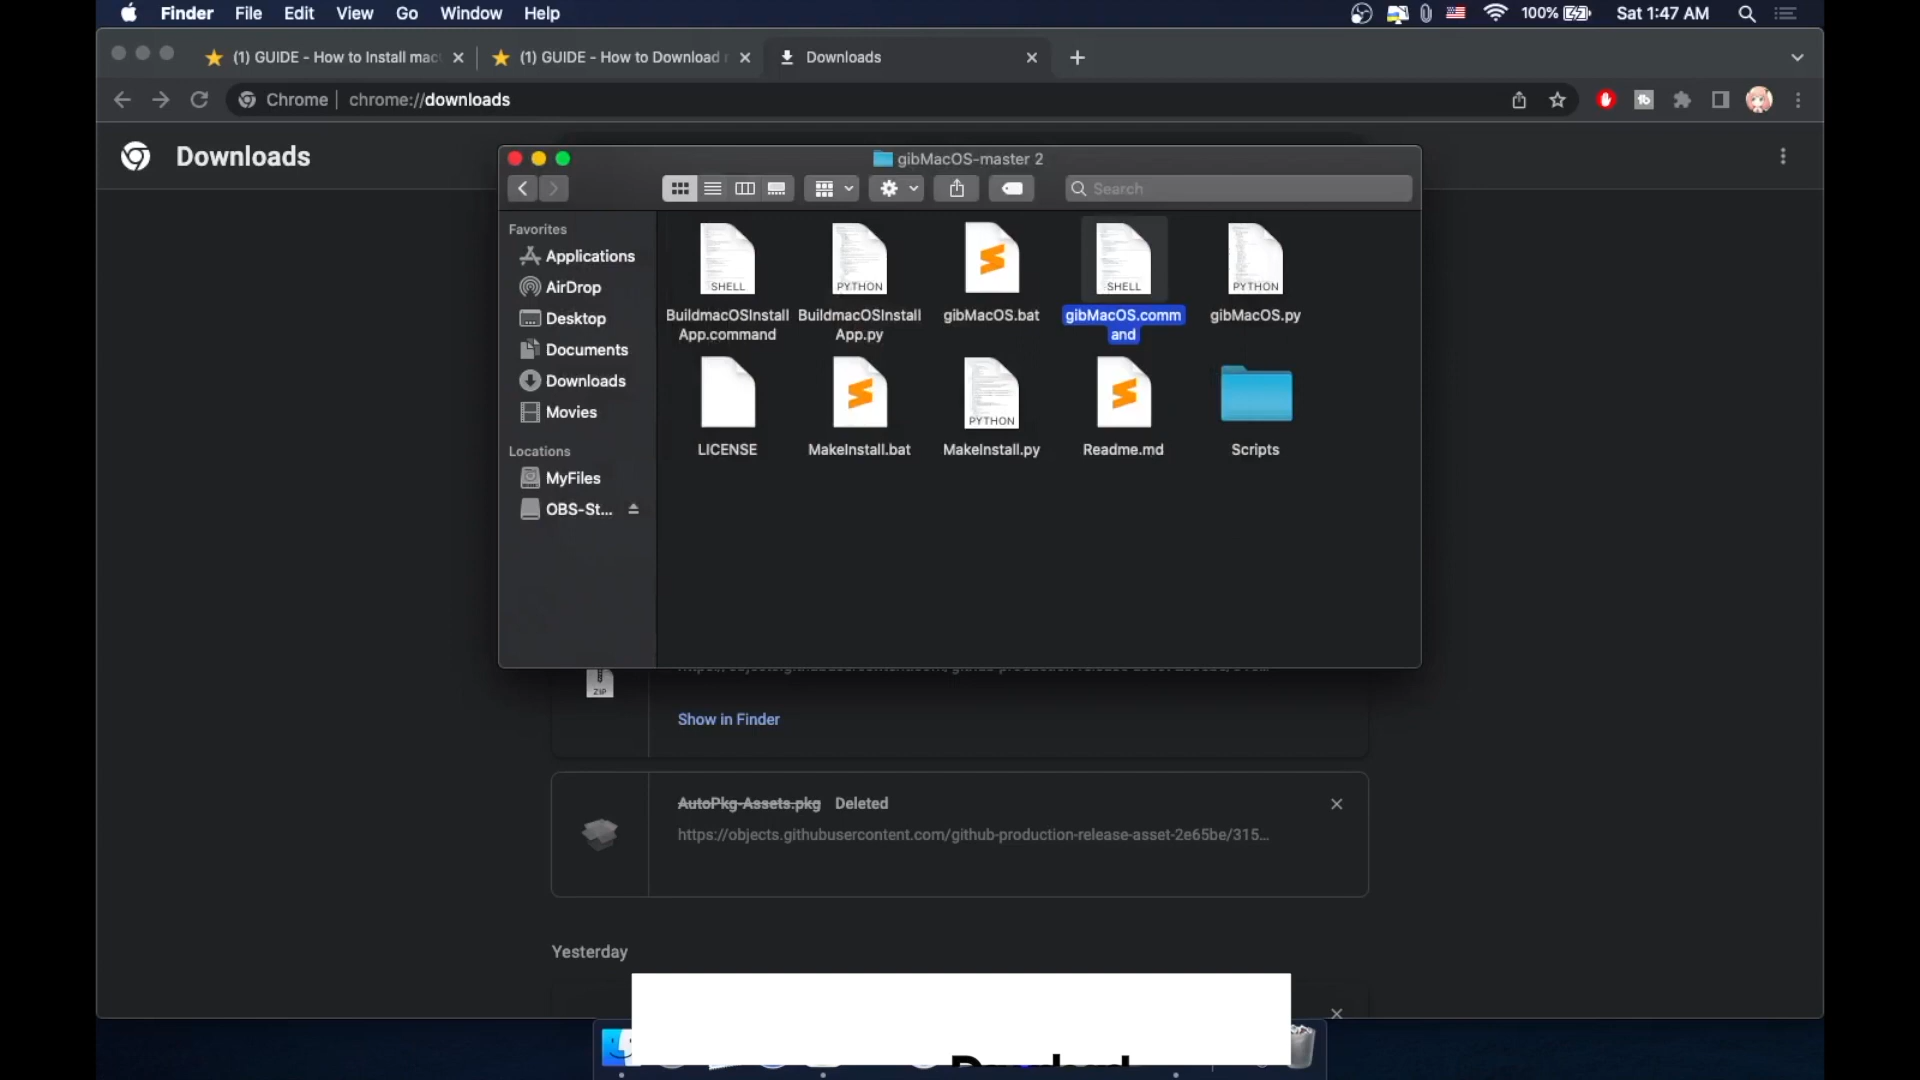 Finder File Edit View Go Window Help 100% Sat 1:47 AM
(1) GUIDE - How to Install mac (1) GUIDE - How to Download Downloads
Chrome chrome://downloads
Downloads
gibMacOS-master 2
Search
Favorites
Applications
AirDrop
Desktop
Documents
Downloads
Movies
Locations
MyFiles
OBS-St...
SHELL PYTHON SHELL PYTHON
BuildmacOSInstall BuildmacOSInstall gibMacOS.bat gibMacOS.comm gibMacOS.py
App.command App.py and
PYTHON
LICENSE MakeInstall.bat MakeInstall.py Readme.md Scripts
ZIP
Show in Finder
AutoPkg-Assets.pkg Deleted
https://objects.githubusercontent.com/github-production-release-asset-2e65be/315...
Yesterday